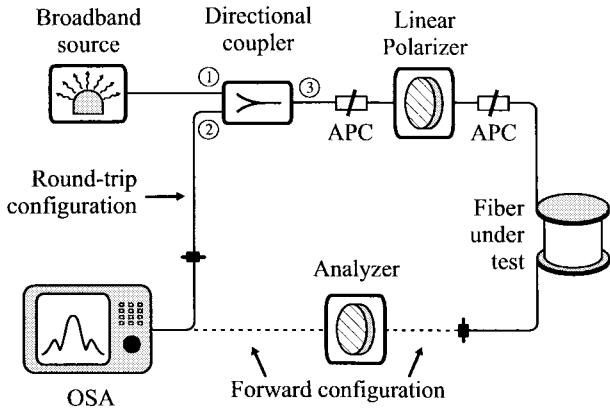 Broadband
source
Directional
coupler
Linear
Polarizer
1
2
3
APC
APC
Round-trip
configuration
Fiber
under
test
Analyzer
OSA
Forward configuration